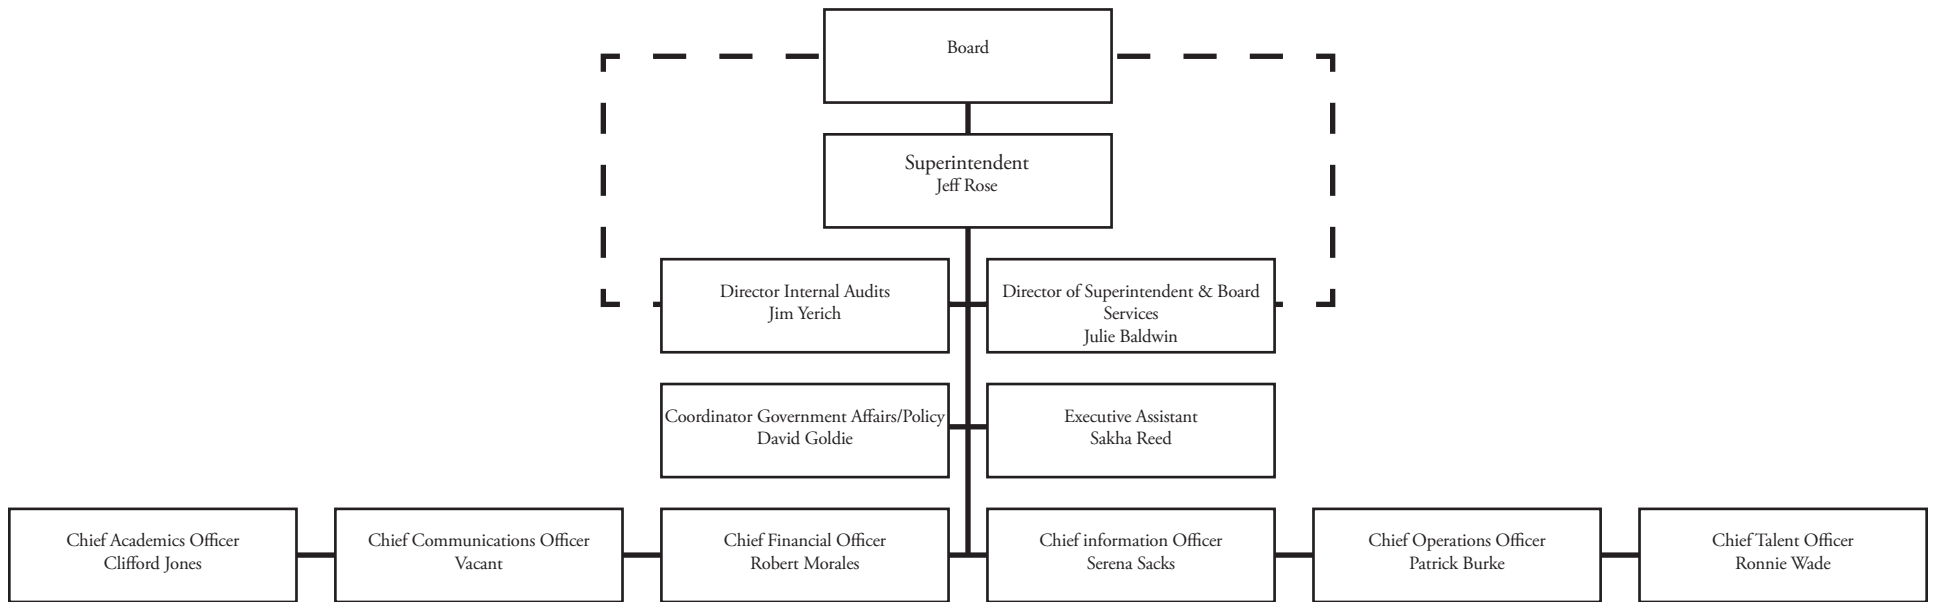 Board
Superintendent
Jeff Rose
Director Internal Audits
Jim Yerich
Director of Superintendent & Board
Services
Julie Baldwin
Coordinator Government Affairs/Policy
David Goldie
Executive Assistant
Sakha Reed
Chief Academics Officer
Clifford Jones
Chief Communications Officer
Vacant
Chief Financial Officer
Robert Morales
Chief information Officer
Serena Sacks
Chief Operations Officer
Patrick Burke
Chief Talent Officer
Ronnie Wade